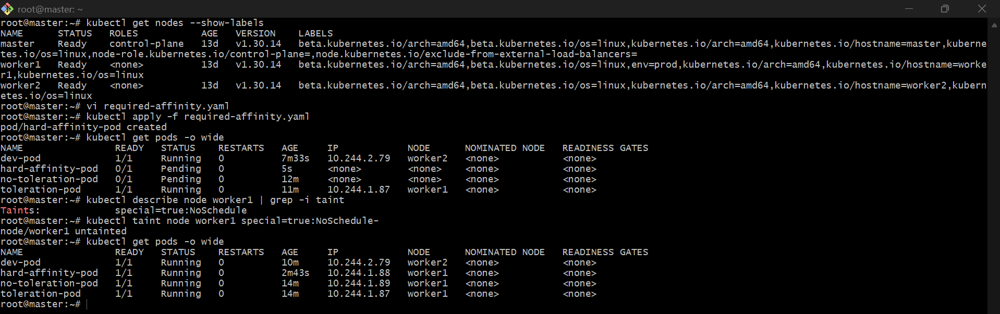 root@master: ~
root@master:~# kubectl get nodes --show-labels
NAME      STATUS   ROLES           AGE   VERSION    LABELS
master    Ready    control-plane   13d   v1.30.14   beta.kubernetes.io/arch=amd64,beta.kubernetes.io/os=linux,kubernetes.io/arch=amd64,kubernetes.io/hostname=master,kuberne
tes.io/os=linux,node-role.kubernetes.io/control-plane=,node.kubernetes.io/exclude-from-external-load-balancers=
worker1   Ready    <none>          13d   v1.30.14   beta.kubernetes.io/arch=amd64,beta.kubernetes.io/os=linux,env=prod,kubernetes.io/arch=amd64,kubernetes.io/hostname=worke
r1,kubernetes.io/os=linux
worker2   Ready    <none>          13d   v1.30.14   beta.kubernetes.io/arch=amd64,beta.kubernetes.io/os=linux,kubernetes.io/arch=amd64,kubernetes.io/hostname=worker2,kubern
etes.io/os=linux
root@master:~# vi required-affinity.yaml
root@master:~# kubectl apply -f required-affinity.yaml
pod/hard-affinity-pod created
root@master:~# kubectl get pods -o wide
NAME                READY   STATUS    RESTARTS   AGE     IP            NODE      NOMINATED NODE   READINESS GATES
dev-pod             1/1     Running   0          7m33s   10.244.2.79   worker2   <none>           <none>
hard-affinity-pod   0/1     Pending   0          5s      <none>        <none>    <none>           <none>
no-toleration-pod   0/1     Pending   0          12m     <none>        <none>    <none>           <none>
toleration-pod      1/1     Running   0          11m     10.244.1.87   worker1   <none>           <none>
root@master:~# kubectl describe node worker1 | grep -i taint
Taints:             special=true:NoSchedule
root@master:~# kubectl taint node worker1 special=true:NoSchedule-
node/worker1 untainted
root@master:~# kubectl get pods -o wide
NAME                READY   STATUS    RESTARTS   AGE     IP            NODE      NOMINATED NODE   READINESS GATES
dev-pod             1/1     Running   0          10m     10.244.2.79   worker2   <none>           <none>
hard-affinity-pod   1/1     Running   0          2m43s   10.244.1.88   worker1   <none>           <none>
no-toleration-pod   1/1     Running   0          14m     10.244.1.89   worker1   <none>           <none>
toleration-pod      1/1     Running   0          14m     10.244.1.87   worker1   <none>           <none>
root@master:~#